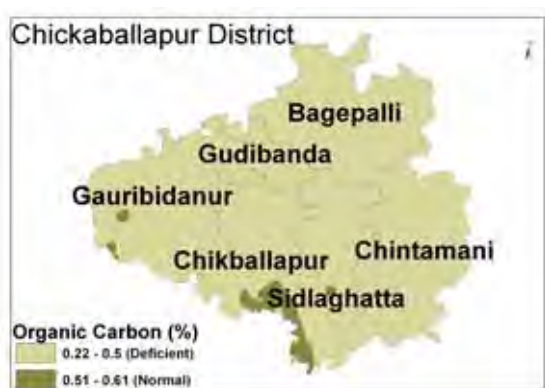 Chickaballapur District
Bagepalli
Gudibanda
Gauribidanur
Chikballapur
Chintamani
Sidlaghatta
Organic Carbon (%)
0.22 - 0.5 (Deficient)
0.51 - 0.61 (Normal)